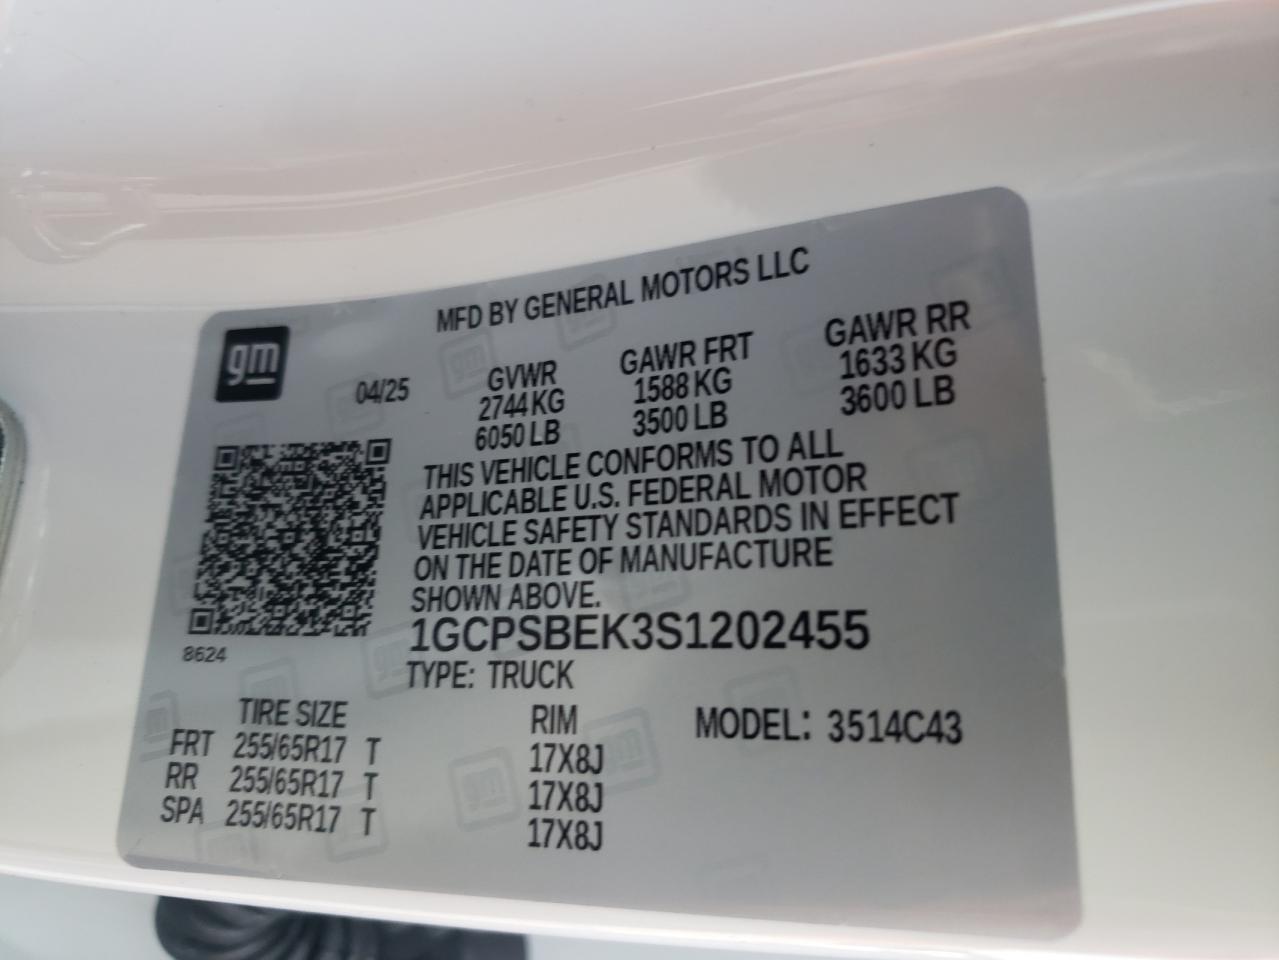 MFD BY GENERAL MOTORS LLC
gm
04/25
GVWR
2744 KG
6050 LB
GAWR FRT
1588 KG
3500 LB
GAWR RR
1633 KG
3600 LB
THIS VEHICLE CONFORMS TO ALL
APPLICABLE U.S. FEDERAL MOTOR
VEHICLE SAFETY STANDARDS IN EFFECT
ON THE DATE OF MANUFACTURE
SHOWN ABOVE.
1GCPSBEK3S1202455
8624
TYPE: TRUCK
TIRE SIZE
RIM
MODEL: 3514C43
FRT 255/65R17 T 17X8J
RR 255/65R17 T 17X8J
SPA 255/65R17 T 17X8J